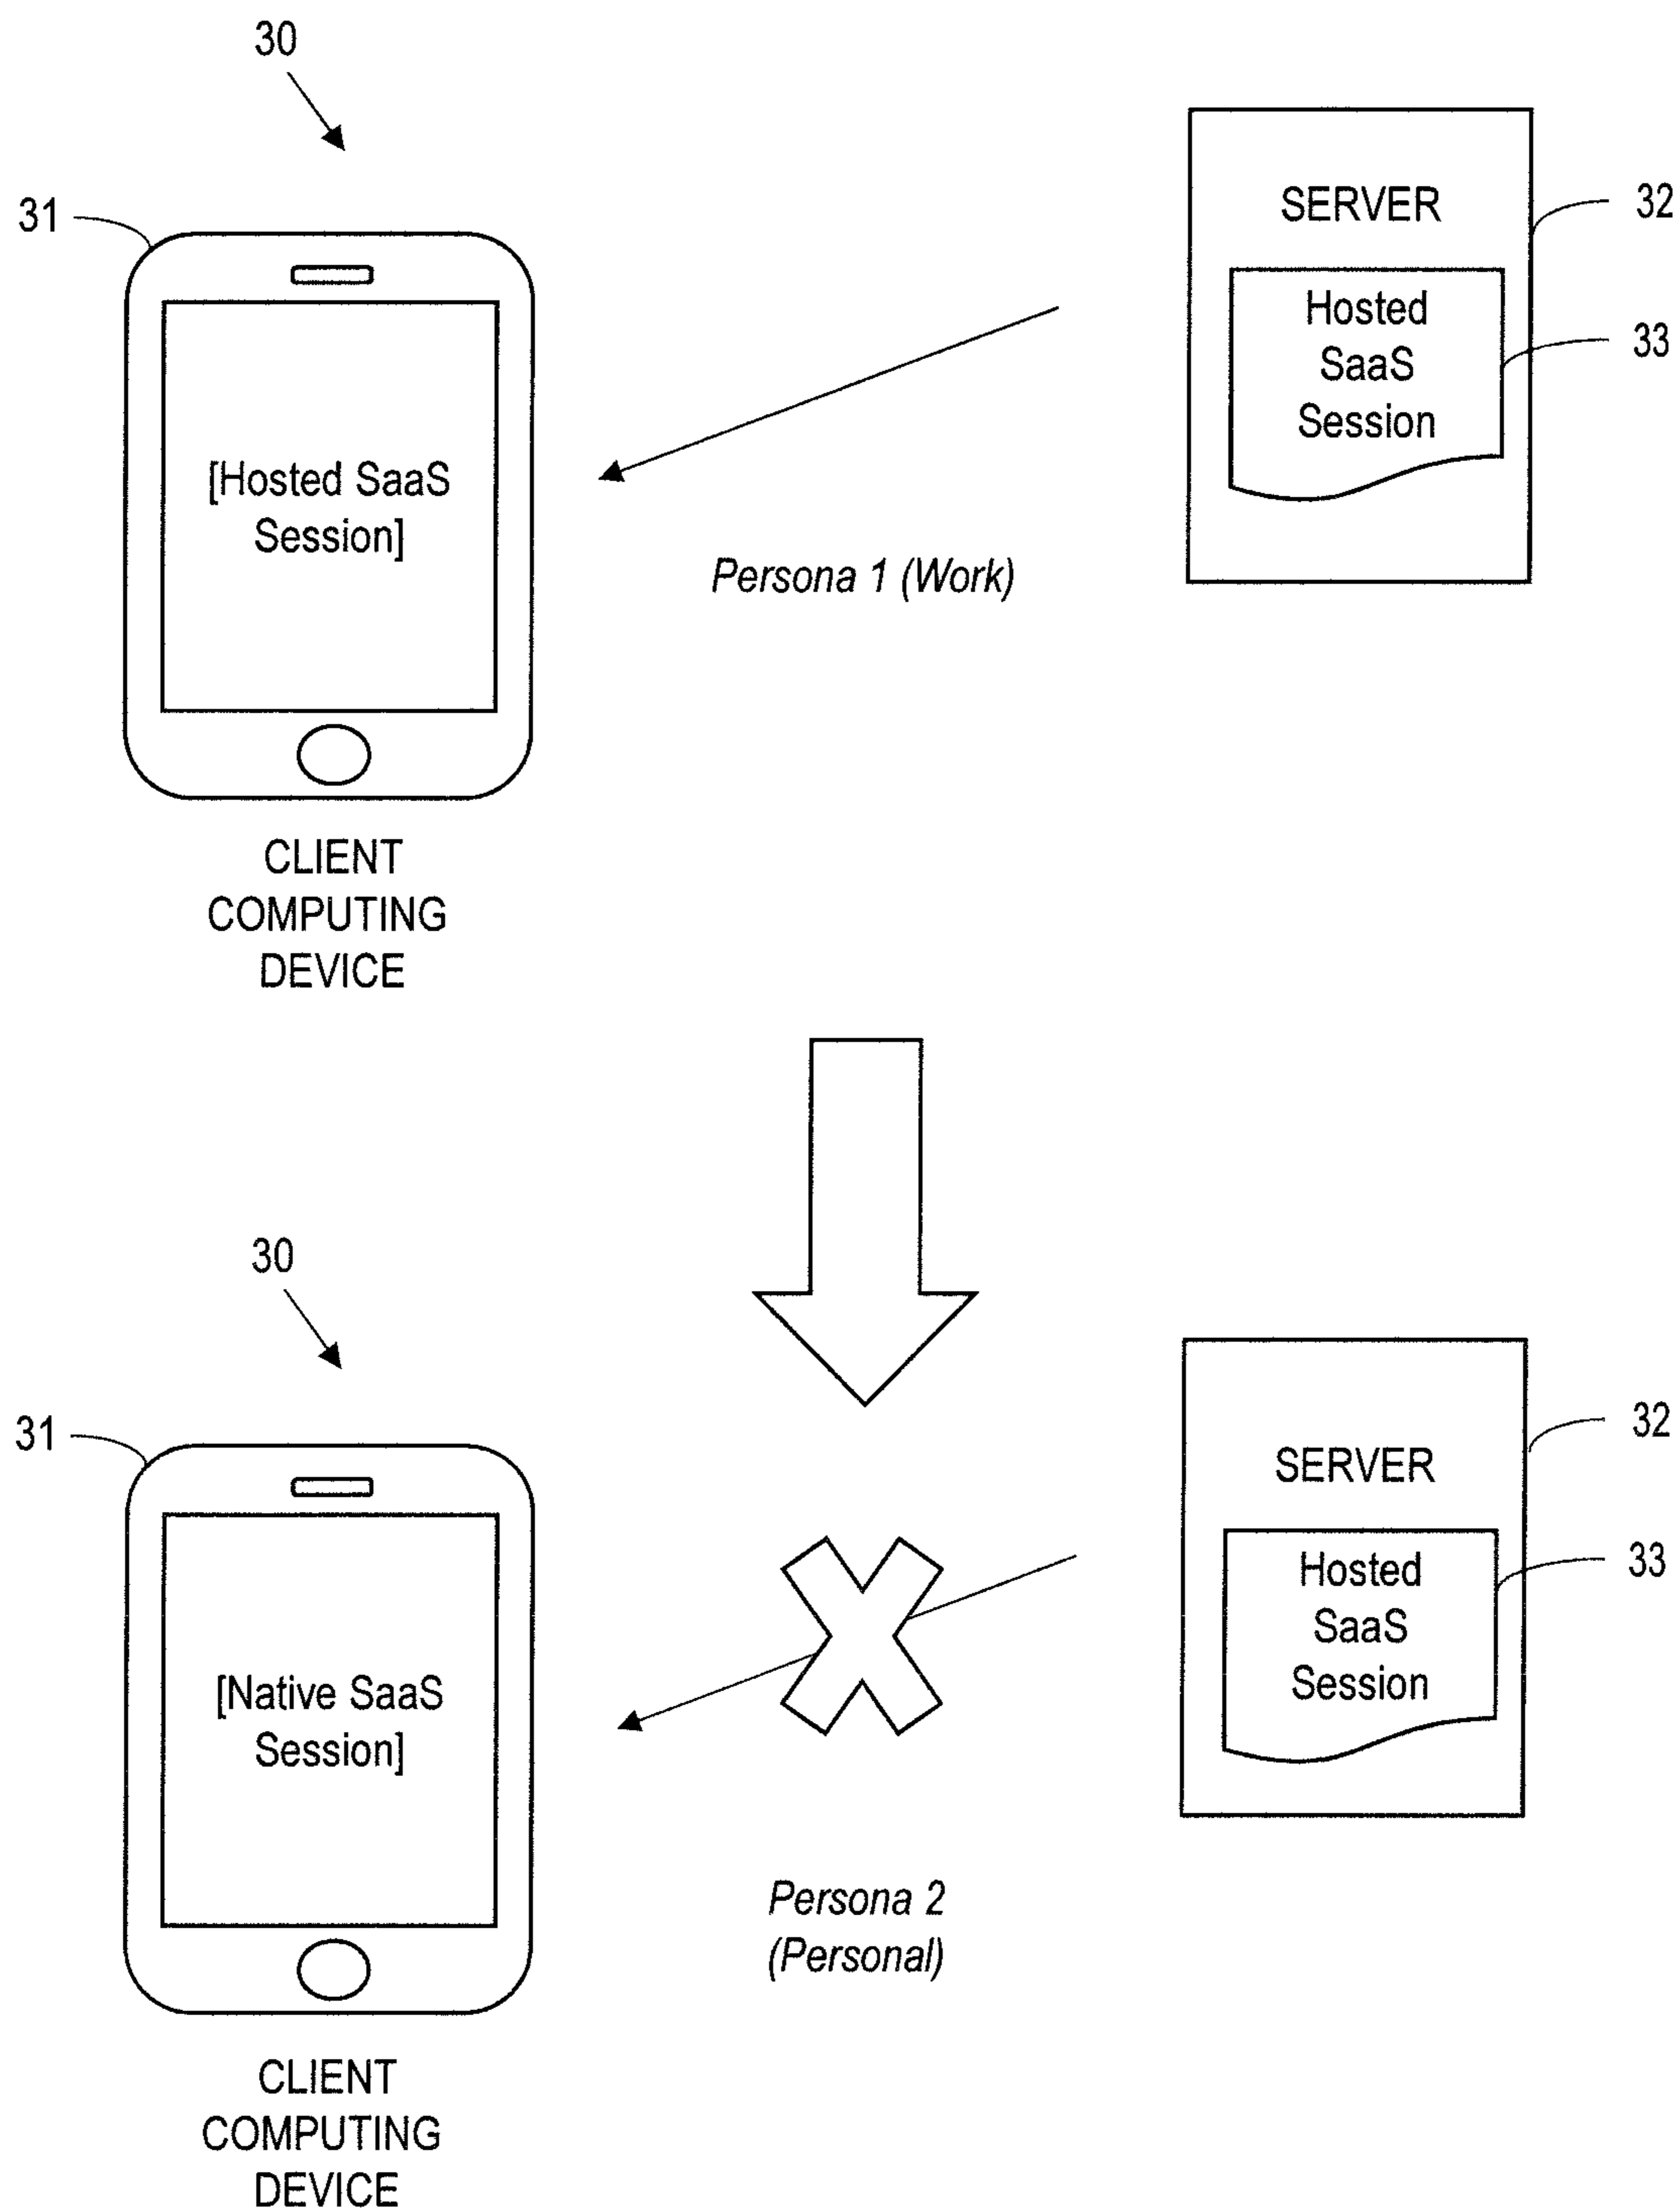 30
31
[Hosted SaaS
Session]
CLIENT
COMPUTING
DEVICE
Persona 1 (Work)
SERVER
32
Hosted
SaaS
Session
33
30
31
[Native SaaS
Session]
CLIENT
COMPUTING
DEVICE
Persona 2
(Personal)
SERVER
32
Hosted
SaaS
Session
33